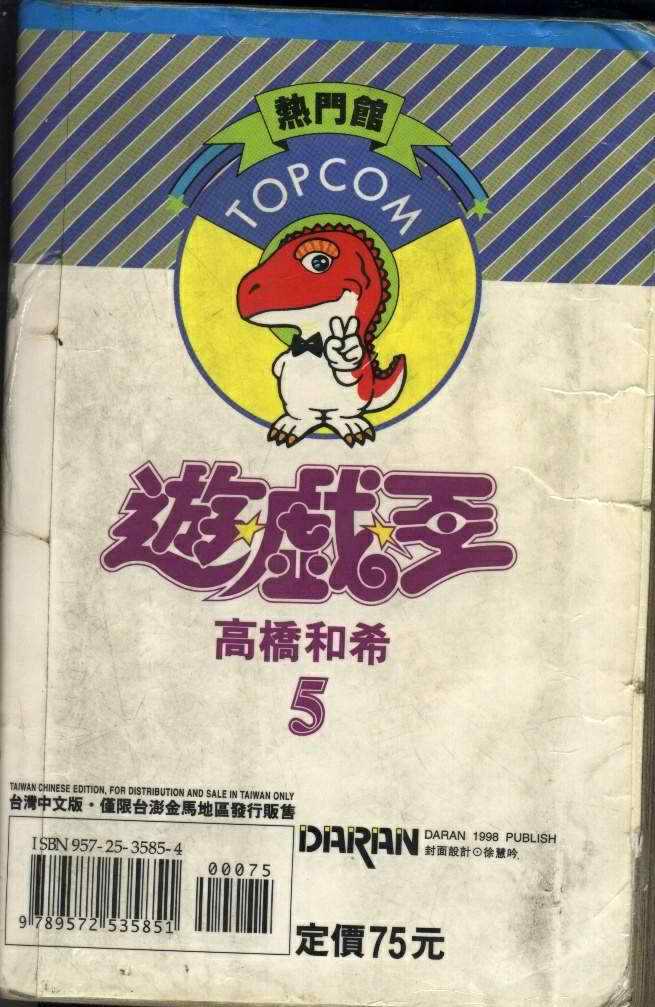 熱門館
TOPCOM
遊戲王
高橋和希
5
TAIWAN CHINESE EDITION, FOR DISTRIBUTION AND SALE IN TAIWAN ONLY
台灣中文版・僅限台澎金馬地區發行販售
ISBN 957-25-3585-4
00075
9 789572 535851
DARAN
DARAN 1998 PUBLISH
封面設計⊙徐慧吟
定價75元